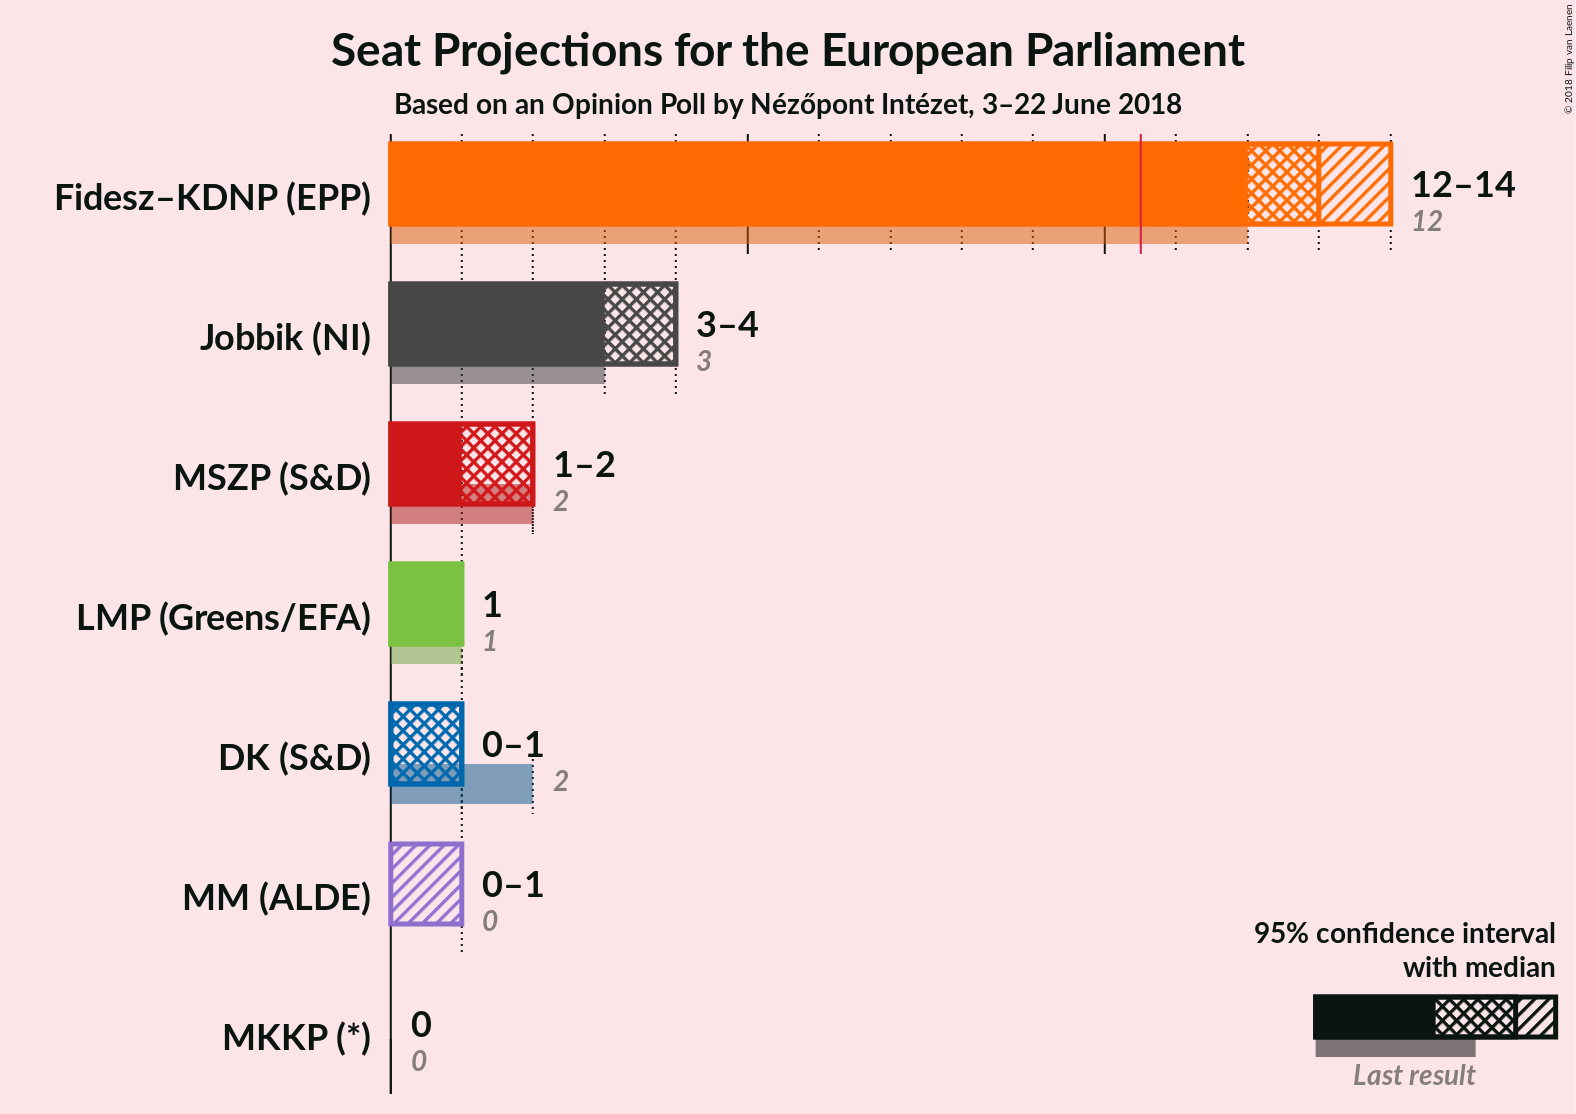 Seat Projections for the European Parliament
Based on an Opinion Poll by Nézőpont Intézet, 3–22 June 2018
© 2018 Filip van Laenen
Fidesz–KDNP (EPP)
12–14
12
Jobbik (NI)
3–4
3
MSZP (S&D)
1–2
2
LMP (Greens/EFA)
1
1
DK (S&D)
0–1
2
MM (ALDE)
0–1
0
MKKP (*)
0
0
95% confidence interval
with median
Last result